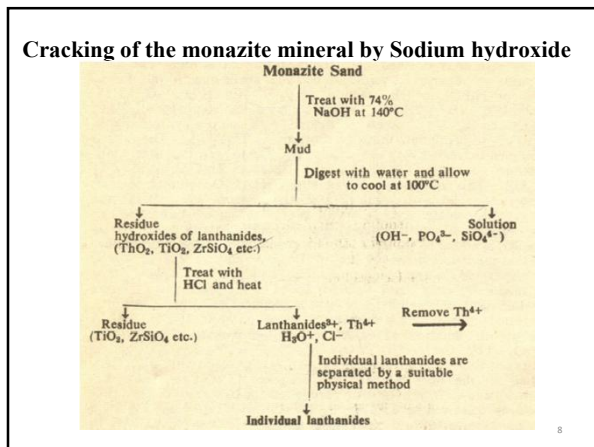 Cracking of the monazite mineral by Sodium hydroxide
Monazite Sand
Treat with 74%
NaOH at 140°C
Mud
Digest with water and allow
to cool at 100°C
Residue
hydroxides of lanthanides,
(ThO₂, TiO₂, ZrSiO₄ etc.)
Solution
(OH−, PO₄³−, SiO₄⁴−)
Treat with
HCl and heat
Residue
(TiO₂, ZrSiO₄ etc.)
Lanthanides³⁺, Th⁴⁺
H₃O⁺, Cl−
Remove Th⁴⁺
Individual lanthanides are
separated by a suitable
physical method
Individual lanthanides
8